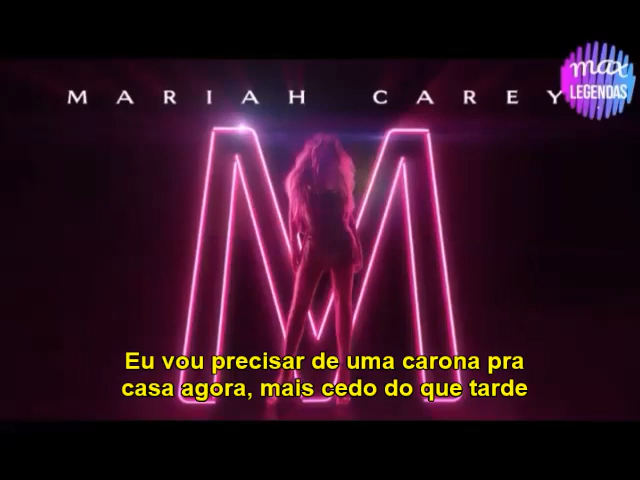 max
LEGENDAS
MARIAH CAREY
M
Eu vou precisar de uma carona pra
casa agora, mais cedo do que tarde